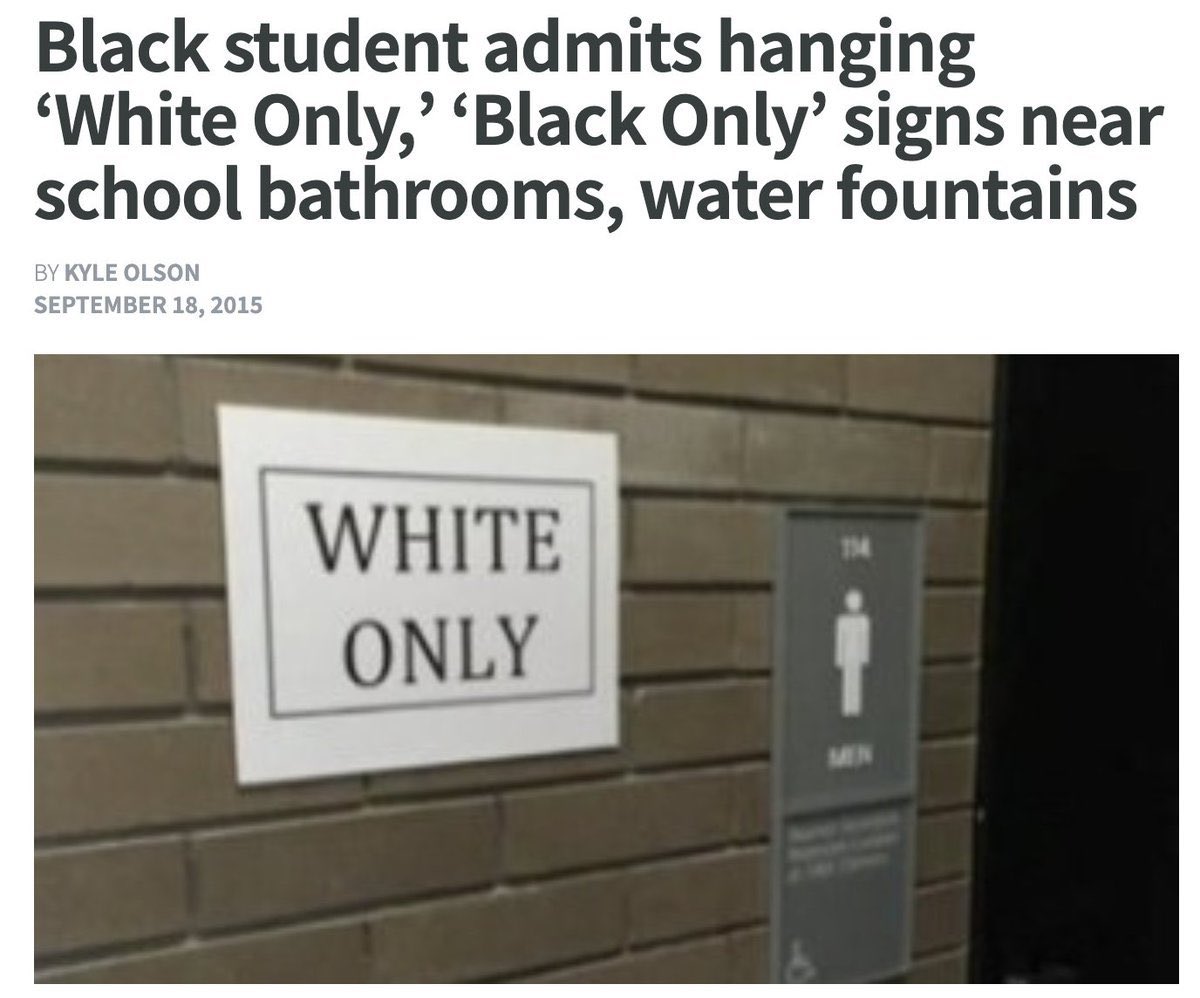 Black student admits hanging
‘White Only,’ ‘Black Only’ signs near
school bathrooms, water fountains
BY KYLE OLSON
SEPTEMBER 18, 2015
WHITE
ONLY
114
MEN